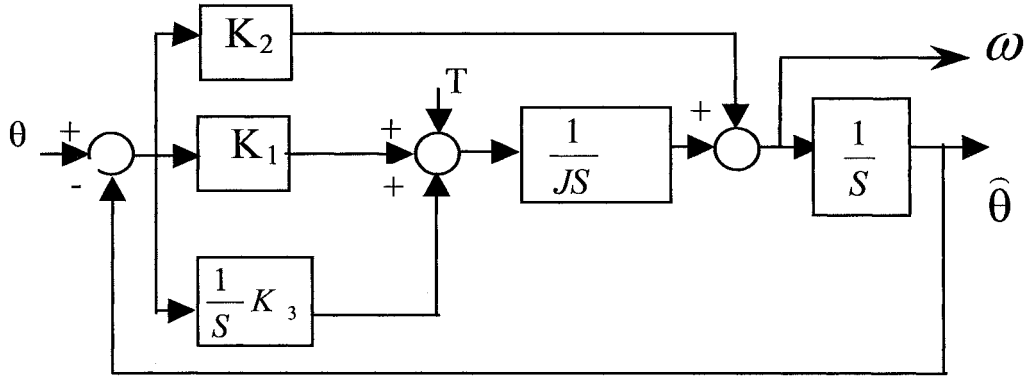 K₂
ω
T
θ + K₁ + + 1/JS + 1/S
- θ̂
1/S K₃